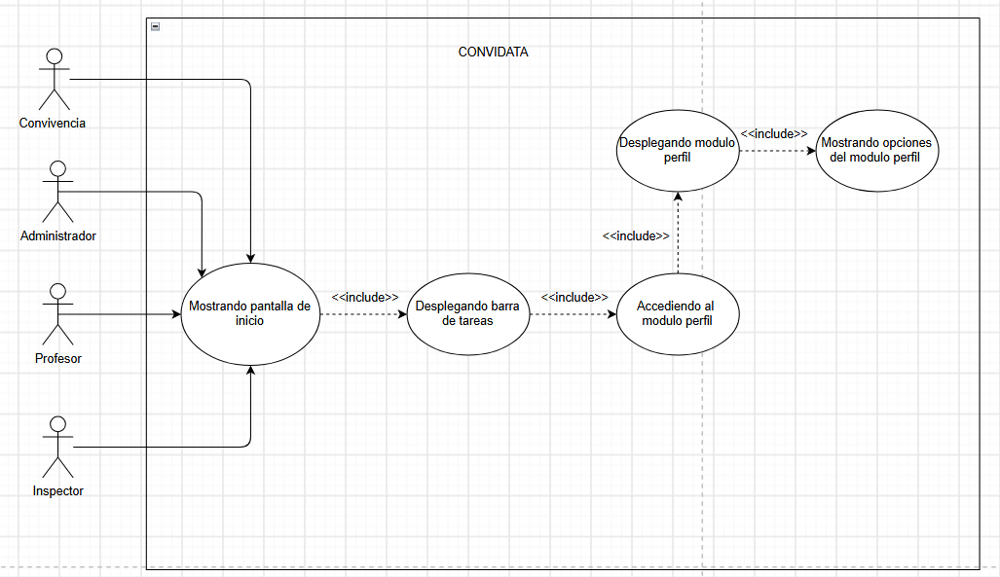 CONVIDATA
Convivencia
Administrador
Profesor
Inspector
Mostrando pantalla de
inicio
<<include>>
Desplegando barra
de tareas
<<include>>
Accediendo al
modulo perfil
<<include>>
Desplegando modulo
perfil
<<include>>
Mostrando opciones
del modulo perfil